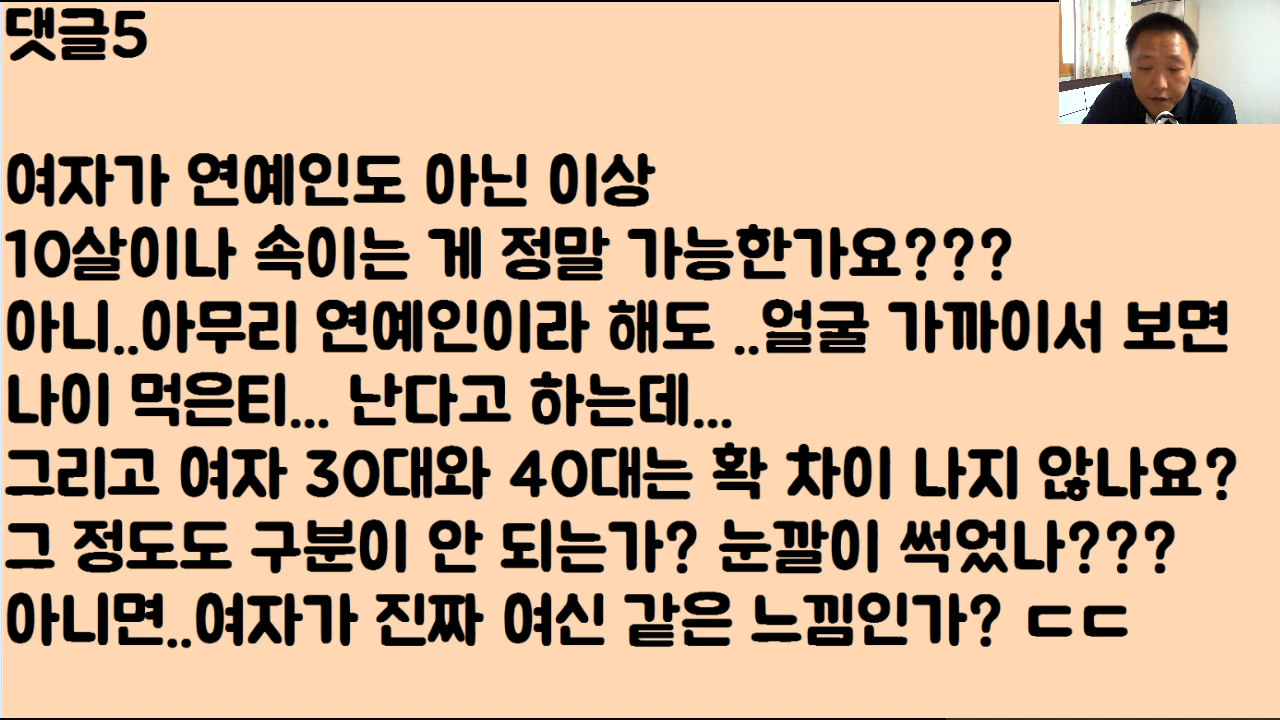 댓글5
여자가 연예인도 아닌 이상
10살이나 속이는 게 정말 가능한가요???
아니..아무리 연예인이라 해도 ..얼굴 가까이서 보면
나이 먹은티... 난다고 하는데...
그리고 여자 30대와 40대는 확 차이 나지 않나요?
그 정도도 구분이 안 되는가? 눈깔이 썩었나???
아니면..여자가 진짜 여신 같은 느낌인가? ㄷㄷ